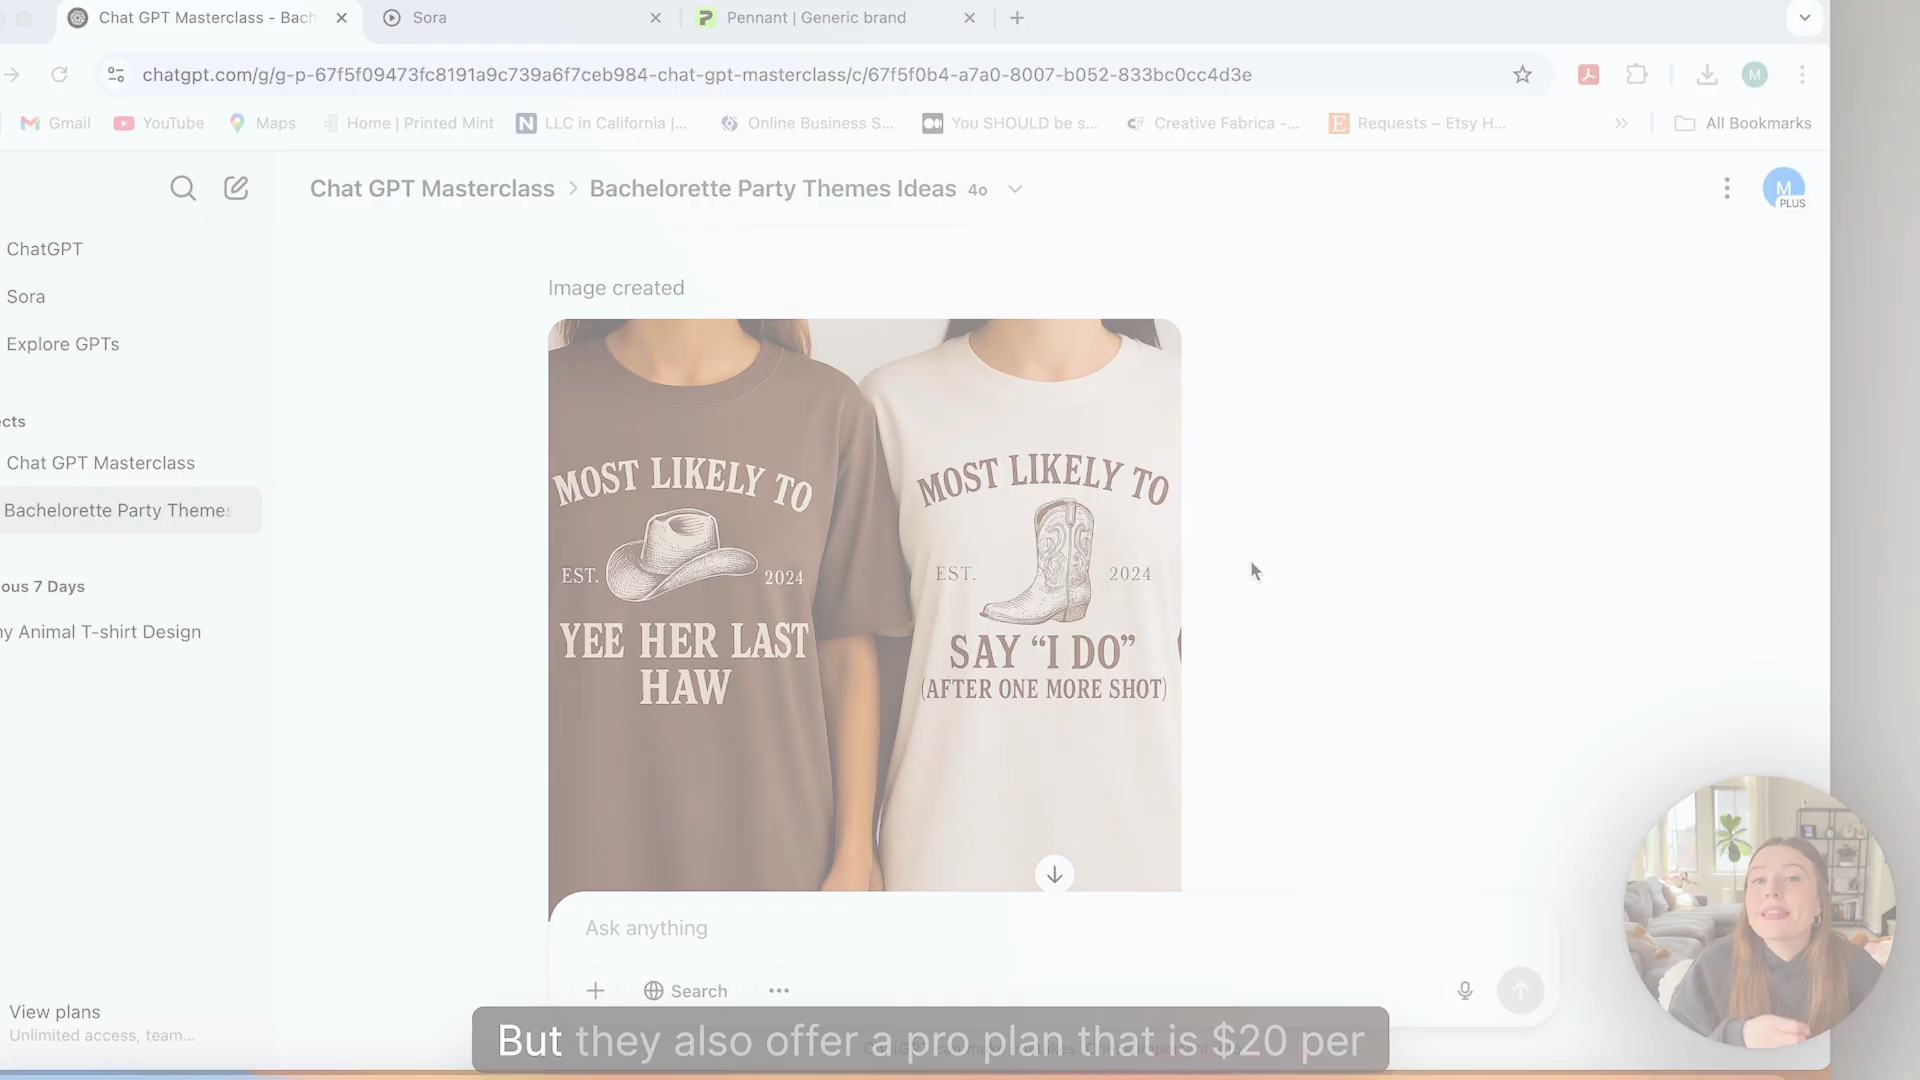 Chat GPT Masterclass - Bach
Sora
Pennant | Generic brand
chatgpt.com/g/g-p-67f5f09473fc8191a9c739a6f7ceb984-chat-gpt-masterclass/c/67f5f0b4-a7a0-8007-b052-833bc0cc4d3e
M
Gmail
YouTube
Maps
Home | Printed Mint
LLC in California |...
Online Business S...
You SHOULD be s...
Creative Fabrica -...
Requests – Etsy H...
All Bookmarks
Chat GPT Masterclass > Bachelorette Party Themes Ideas 4o
M
PLUS
ChatGPT
Sora
Explore GPTs
ects
Chat GPT Masterclass
Bachelorette Party Themes
ous 7 Days
ny Animal T-shirt Design
View plans
Unlimited access, team...
Image created
MOST LIKELY TO
EST. 2024
YEE HER LAST
HAW
MOST LIKELY TO
EST. 2024
SAY “I DO”
(AFTER ONE MORE SHOT)
Ask anything
Search
But they also offer a pro plan that is $20 per